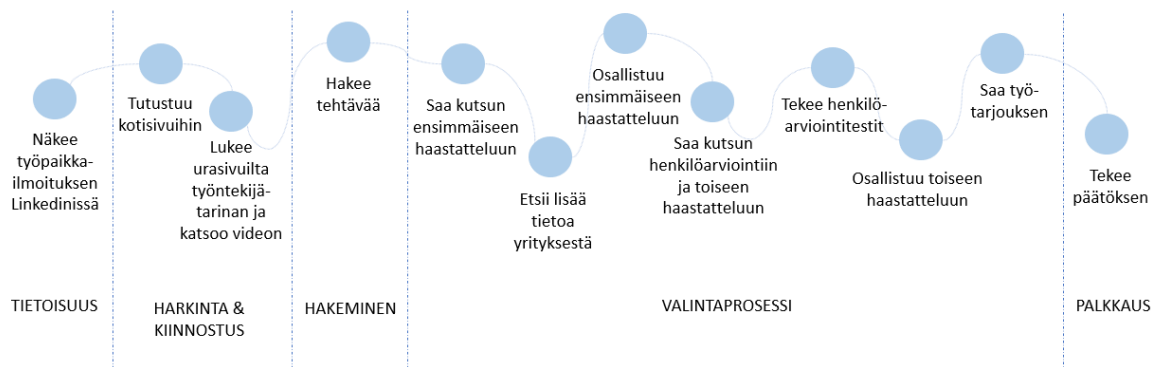 Näkee
työpaikka-
ilmoituksen
Linkedinissä
Tutustuu
kotisivuihin
Lukee
urasivuilta
työntekijä-
tarinan ja
katsoo videon
Hakee
tehtävää
Saa kutsun
ensimmäiseen
haastatteluun
Etsii lisää
tietoa
yrityksestä
Osallistuu
ensimmäiseen
haastatteluun
Saa kutsun
henkilöarviointiin
ja toiseen
haastatteluun
Tekee henkilö-
arviointitestit
Osallistuu toiseen
haastatteluun
Saa työ-
tarjouksen
Tekee
päätöksen
TIETOISUUS
HARKINTA &
KIINNOSTUS
HAKEMINEN
VALINTAPROSESSI
PALKKAUS